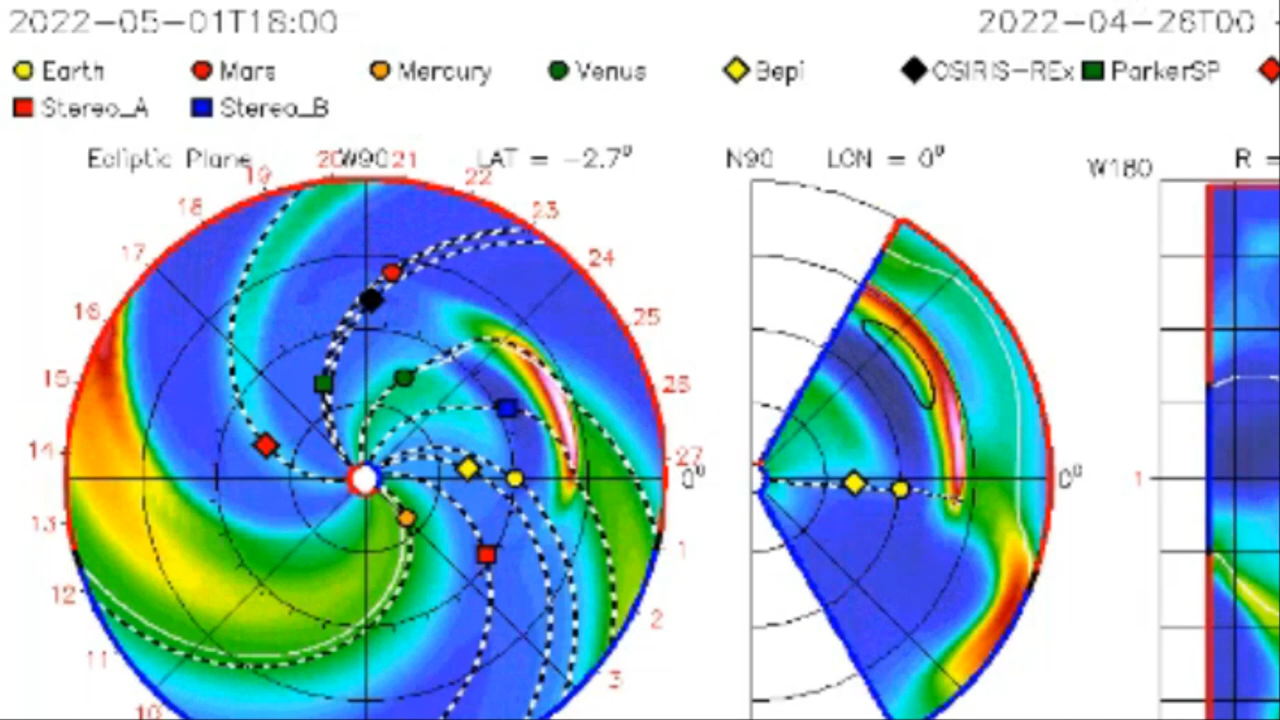 2022-05-01T18:00
2022-04-26T00
Earth Mars Mercury Venus Bepi OSIRIS-REx ParkerSP
Stereo_A Stereo_B
Ecliptic Plane W90 LAT = -2.7° N90 LON = 0° W180 R =
20 21
19 22
18 23
17 24
16 25
15 26
14 27 0° 0° 1
13
1
12
2
11 3
10